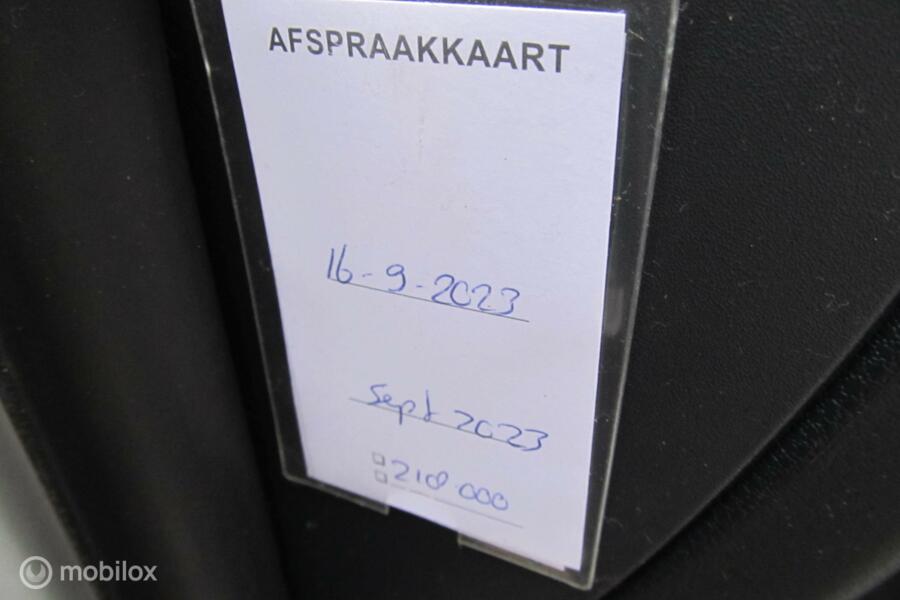 AFSPRAAKKAART
16-9-2023
Sept 2023
210.000
mobilox